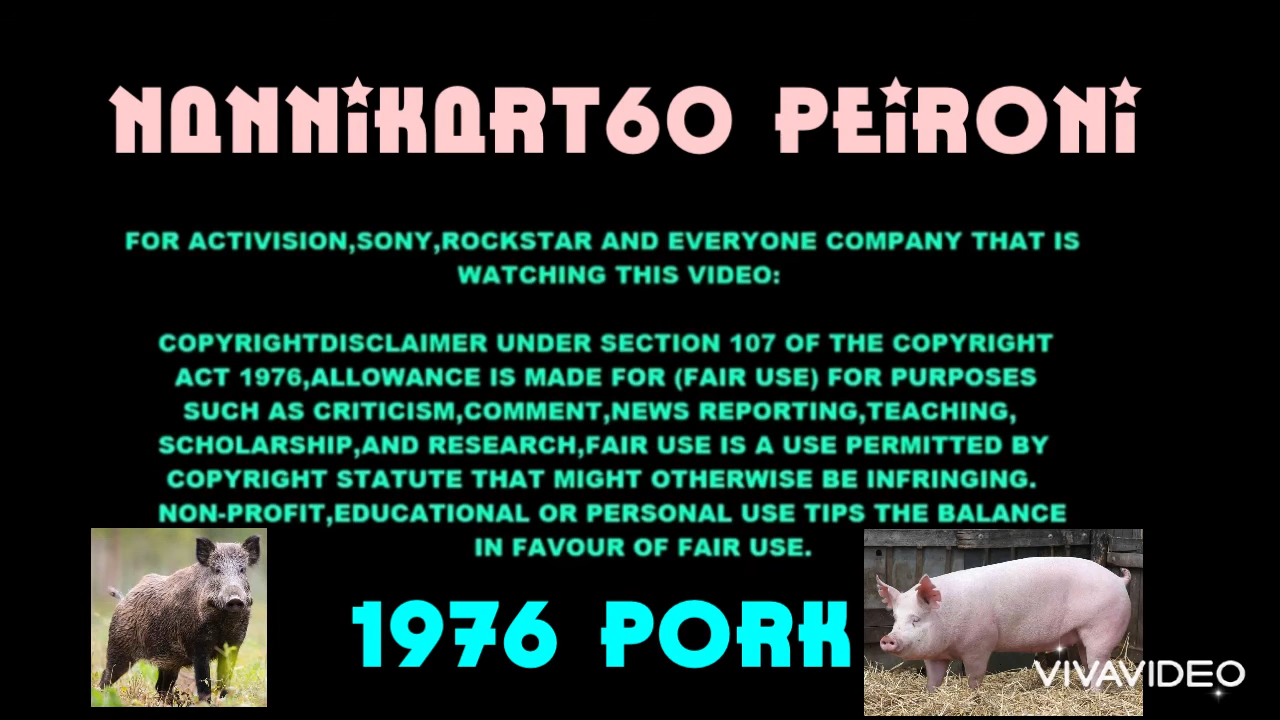 NANNiKART60 PEiRONi
FOR ACTIVISION,SONY,ROCKSTAR AND EVERYONE COMPANY THAT IS
WATCHING THIS VIDEO:
COPYRIGHTDISCLAIMER UNDER SECTION 107 OF THE COPYRIGHT
ACT 1976,ALLOWANCE IS MADE FOR (FAIR USE) FOR PURPOSES
SUCH AS CRITICISM,COMMENT,NEWS REPORTING,TEACHING,
SCHOLARSHIP,AND RESEARCH,FAIR USE IS A USE PERMITTED BY
COPYRIGHT STATUTE THAT MIGHT OTHERWISE BE INFRINGING.
NON-PROFIT,EDUCATIONAL OR PERSONAL USE TIPS THE BALANCE
IN FAVOUR OF FAIR USE.
1976 PORK
VIVAVIDEO